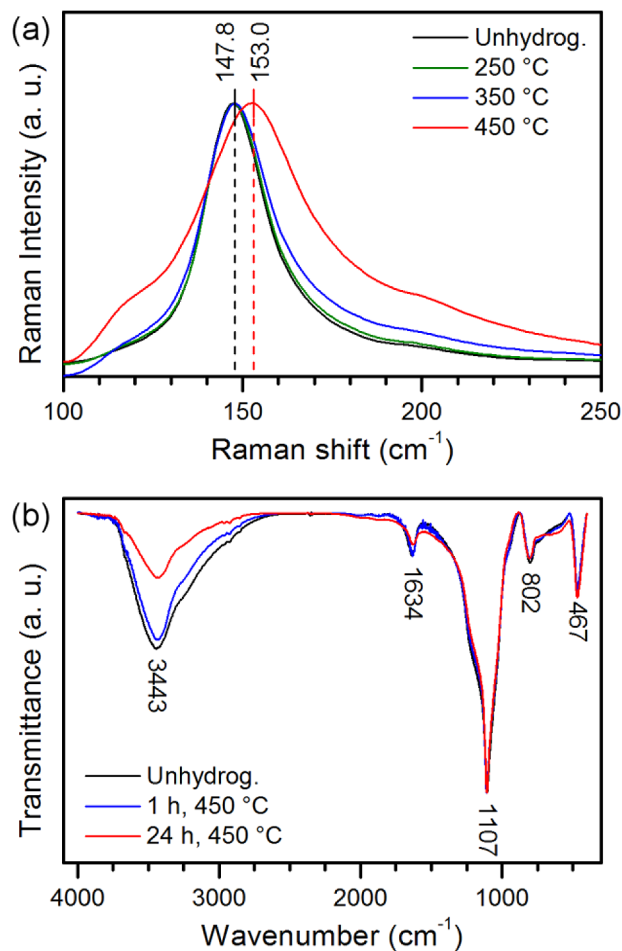 (a)
147.8
153.0
Unhydrog.
250 °C
350 °C
450 °C
Raman Intensity (a. u.)
100 150 200 250
Raman shift (cm⁻¹)
(b)
3443
1634
1107
802
467
Unhydrog.
1 h, 450 °C
24 h, 450 °C
Transmittance (a. u.)
4000 3000 2000 1000
Wavenumber (cm⁻¹)